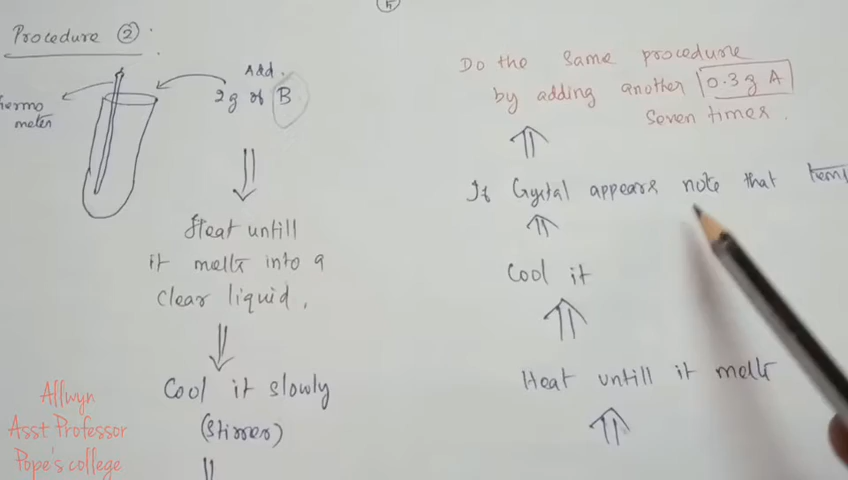 Procedure ②
Thermo
meter
Add.
2g of B
Heat untill
it melts into a
clear liquid.
Cool it slowly
(Stirrer)
Do the same procedure
by adding another 0.3 g A
Seven times.
If Crystal appears note that
Cool it
Heat untill it melts
Allwyn
Asst Professor
Pope's college